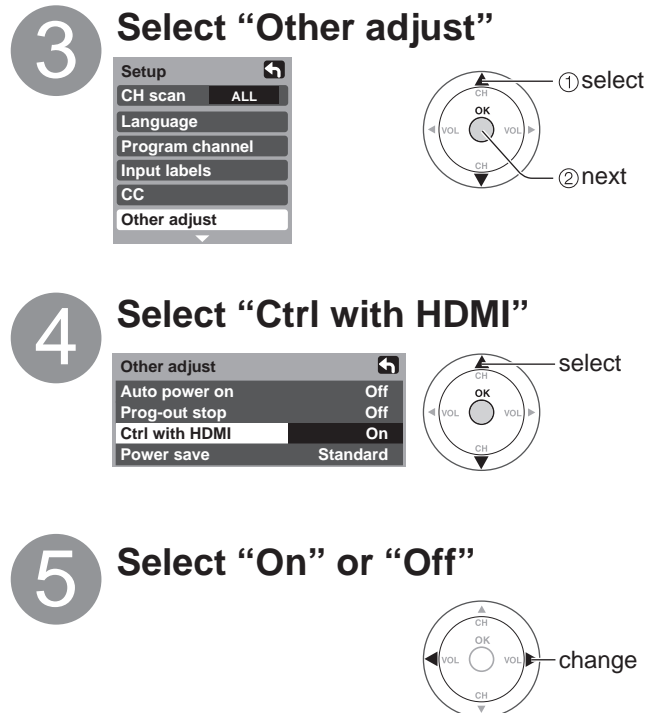 3
Select “Other adjust”
Setup
CH scan ALL
Language
Program channel
Input labels
CC
Other adjust
CH
OK
VOL VOL
CH
①select
②next
4
Select “Ctrl with HDMI”
Other adjust
Auto power on Off
Prog-out stop Off
Ctrl with HDMI On
Power save Standard
CH
OK
VOL VOL
CH
select
5
Select “On” or “Off”
CH
OK
VOL VOL
CH
change